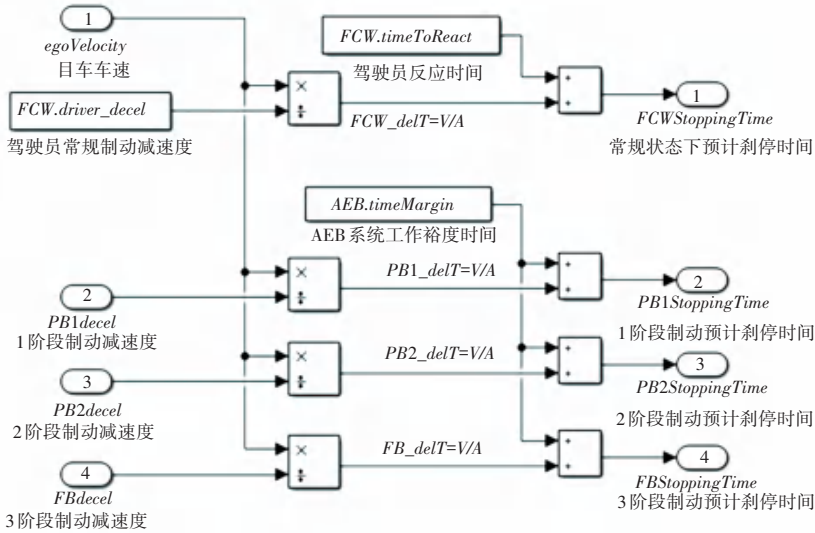 1
egoVelocity
目车车速
FCW.timeToReact
驾驶员反应时间
FCW.driver_decel
驾驶员常规制动减速度
×
÷
FCW_delT=V/A
+
+
1
FCWStoppingTime
常规状态下预计刹停时间
AEB.timeMargin
AEB系统工作裕度时间
2
PB1decel
1阶段制动减速度
×
÷
PB1_delT=V/A
+
+
2
PB1StoppingTime
1阶段制动预计刹停时间
3
PB2decel
2阶段制动减速度
×
÷
PB2_delT=V/A
+
+
3
PB2StoppingTime
2阶段制动预计刹停时间
4
FBdecel
3阶段制动减速度
×
÷
FB_delT=V/A
+
+
4
FBStoppingTime
3阶段制动预计刹停时间